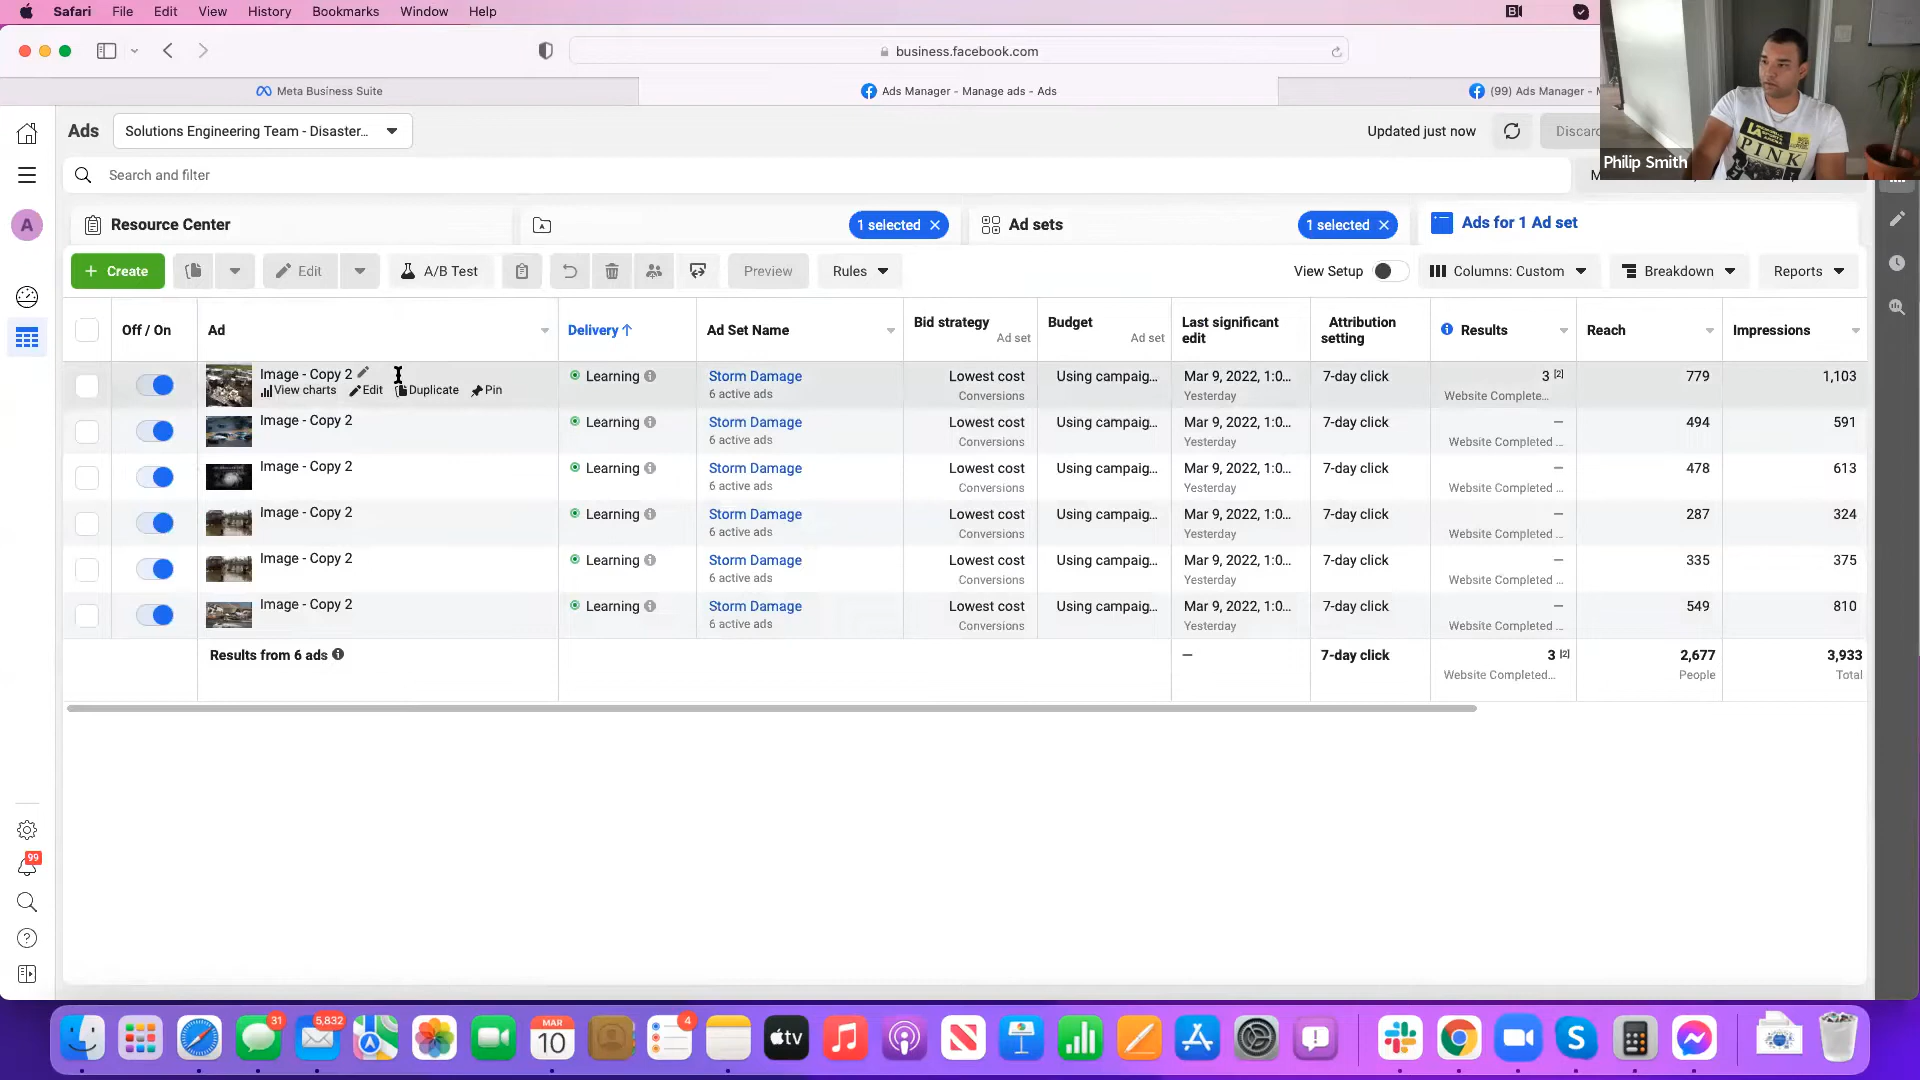 Safari File Edit View History Bookmarks Window Help
business.facebook.com
Meta Business Suite
Ads Manager - Manage ads - Ads
(99) Ads Manager -
Ads
Solutions Engineering Team - Disaster...
Updated just now
Philip Smith
PINK
Search and filter
Resource Center
1 selected
Ad sets
1 selected
Ads for 1 Ad set
+ Create
Edit
A/B Test
Preview
Rules
View Setup
Columns: Custom
Breakdown
Reports
Off / On
Ad
Delivery ↑
Ad Set Name
Bid strategy
Ad set
Budget
Ad set
Last significant
edit
Attribution
setting
Results
Reach
Impressions
Image - Copy 2
View charts Edit Duplicate Pin
Learning
Storm Damage
6 active ads
Lowest cost
Conversions
Using campaig...
Mar 9, 2022, 1:0...
Yesterday
7-day click
3 [2]
Website Complete...
779
1,103
Image - Copy 2
Learning
Storm Damage
6 active ads
Lowest cost
Conversions
Using campaig...
Mar 9, 2022, 1:0...
Yesterday
7-day click
—
Website Completed ...
494
591
Image - Copy 2
Learning
Storm Damage
6 active ads
Lowest cost
Conversions
Using campaig...
Mar 9, 2022, 1:0...
Yesterday
7-day click
—
Website Completed ...
478
613
Image - Copy 2
Learning
Storm Damage
6 active ads
Lowest cost
Conversions
Using campaig...
Mar 9, 2022, 1:0...
Yesterday
7-day click
—
Website Completed ...
287
324
Image - Copy 2
Learning
Storm Damage
6 active ads
Lowest cost
Conversions
Using campaig...
Mar 9, 2022, 1:0...
Yesterday
7-day click
—
Website Completed ...
335
375
Image - Copy 2
Learning
Storm Damage
6 active ads
Lowest cost
Conversions
Using campaig...
Mar 9, 2022, 1:0...
Yesterday
7-day click
—
Website Completed ...
549
810
Results from 6 ads
—
7-day click
3 [2]
Website Completed...
2,677
People
3,933
Total
A
99
31
5,832
MAR
10
4
tv